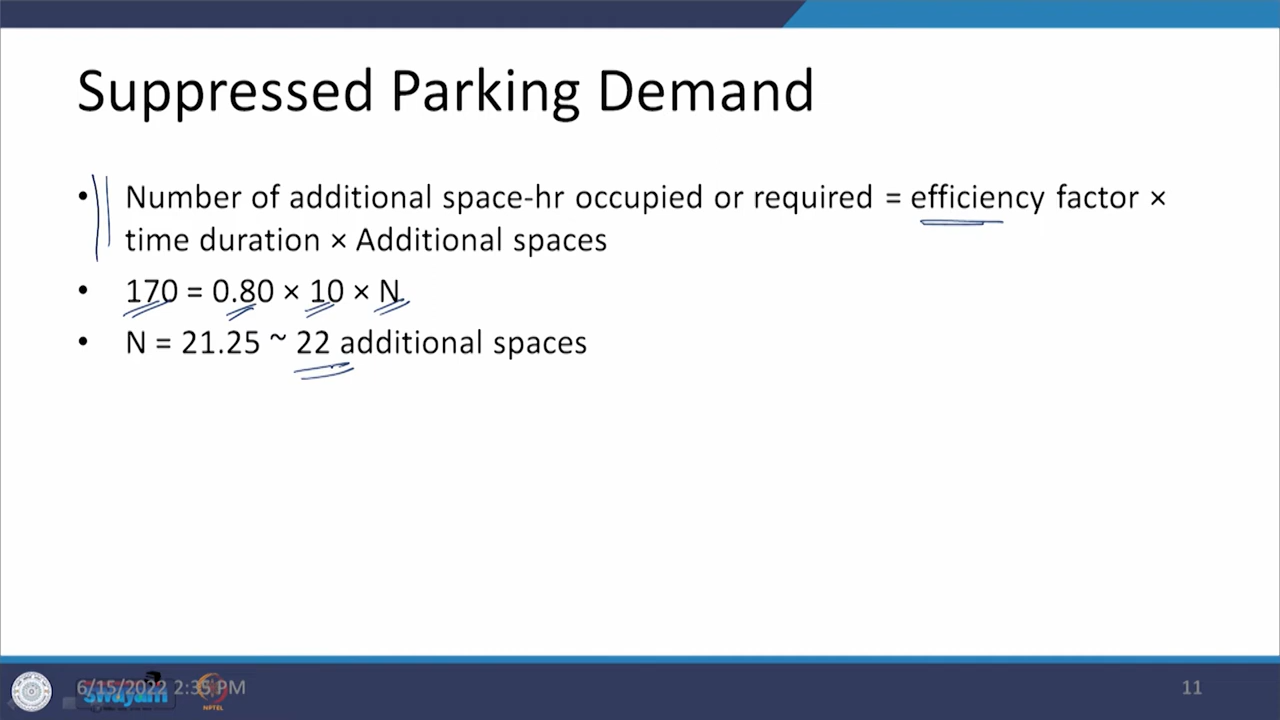 Suppressed Parking Demand
• Number of additional space-hr occupied or required = efficiency factor ×
time duration × Additional spaces
• 170 = 0.80 × 10 × N
• N = 21.25 ~ 22 additional spaces
6/15/2022 2:35 PM
swayam
NPTEL
11